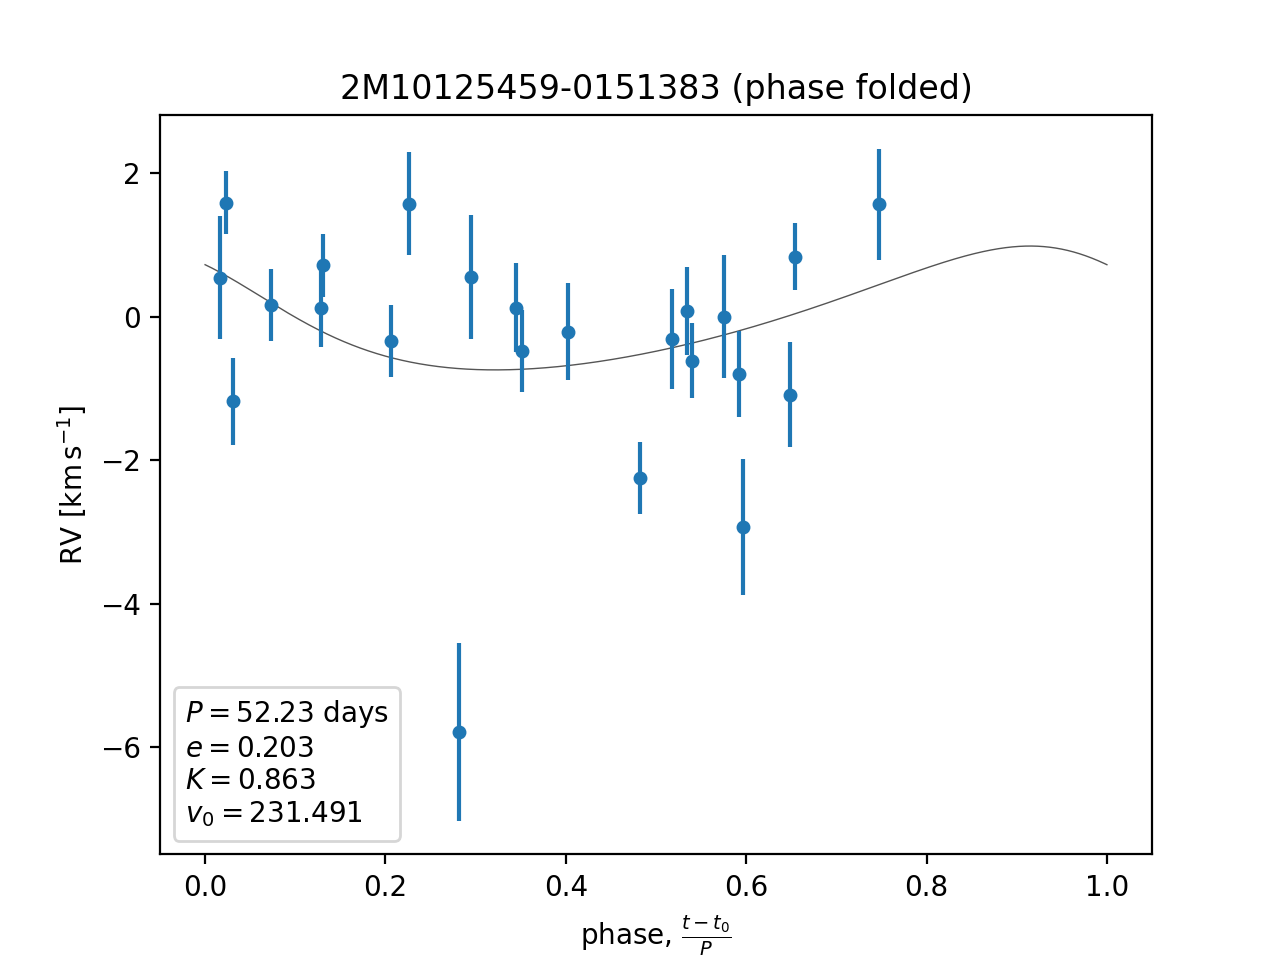 2M10125459-0151383 (phase folded)
RV [km s⁻¹]
2
0
−2
−4
−6
P = 52.23 days
e = 0.203
K = 0.863
v₀ = 231.491
0.0 0.2 0.4 0.6 0.8 1.0
phase, (t − t₀)/P